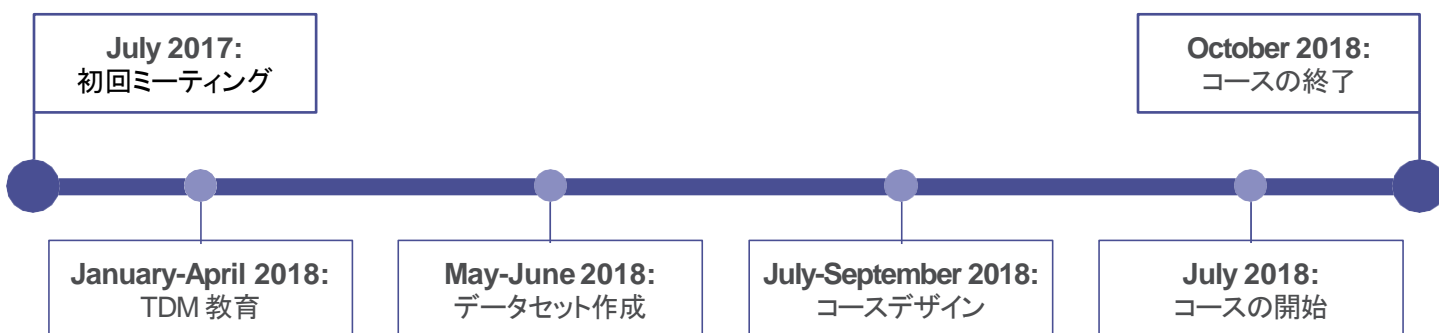 July 2017:
初回ミーティング
October 2018:
コースの終了
January-April 2018:
TDM 教育
May-June 2018:
データセット作成
July-September 2018:
コースデザイン
July 2018:
コースの開始